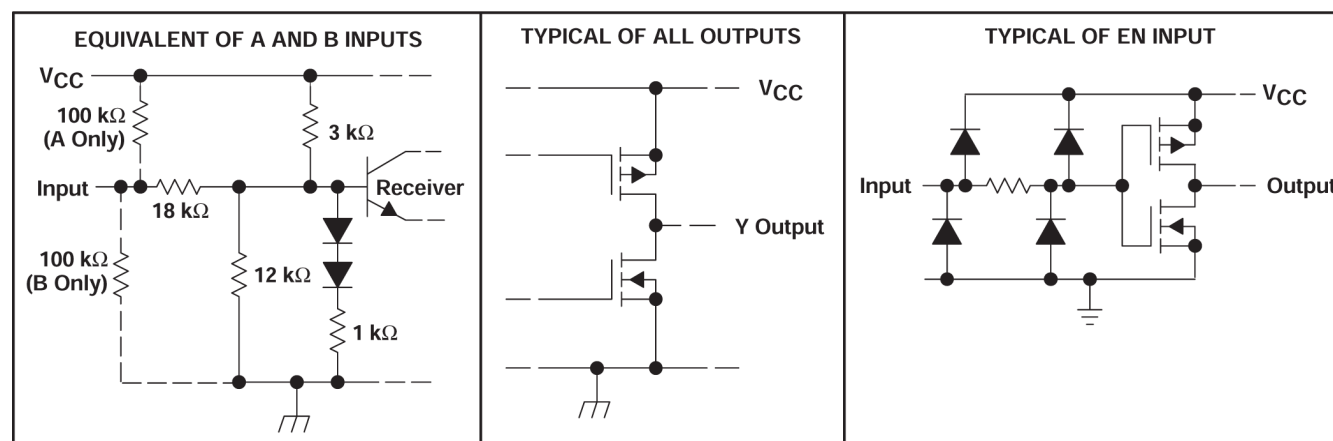 EQUIVALENT OF A AND B INPUTS
VCC
100 kΩ
(A Only)
3 kΩ
Input
18 kΩ
Receiver
100 kΩ
(B Only)
12 kΩ
1 kΩ
TYPICAL OF ALL OUTPUTS
VCC
Y Output
TYPICAL OF EN INPUT
VCC
Input
Output